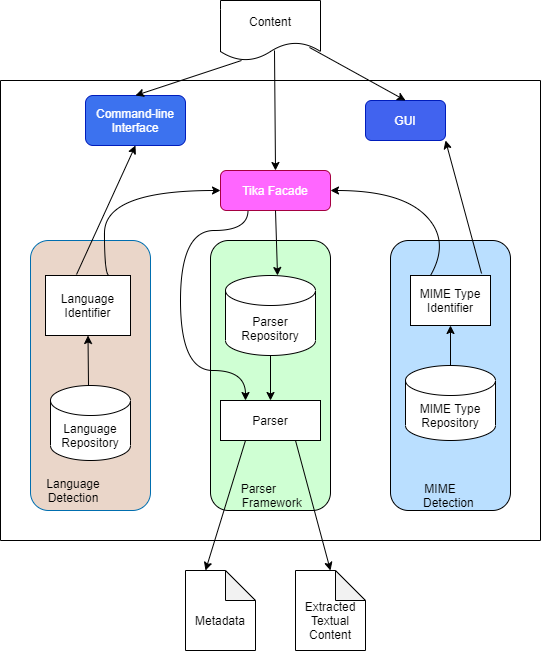 Content
Command-line
Interface
GUI
Tika Facade
Language
Identifier
Parser
Repository
MIME Type
Identifier
Language
Repository
Parser
MIME Type
Repository
Language
Detection
Parser
Framework
MIME
Detection
Metadata
Extracted
Textual
Content